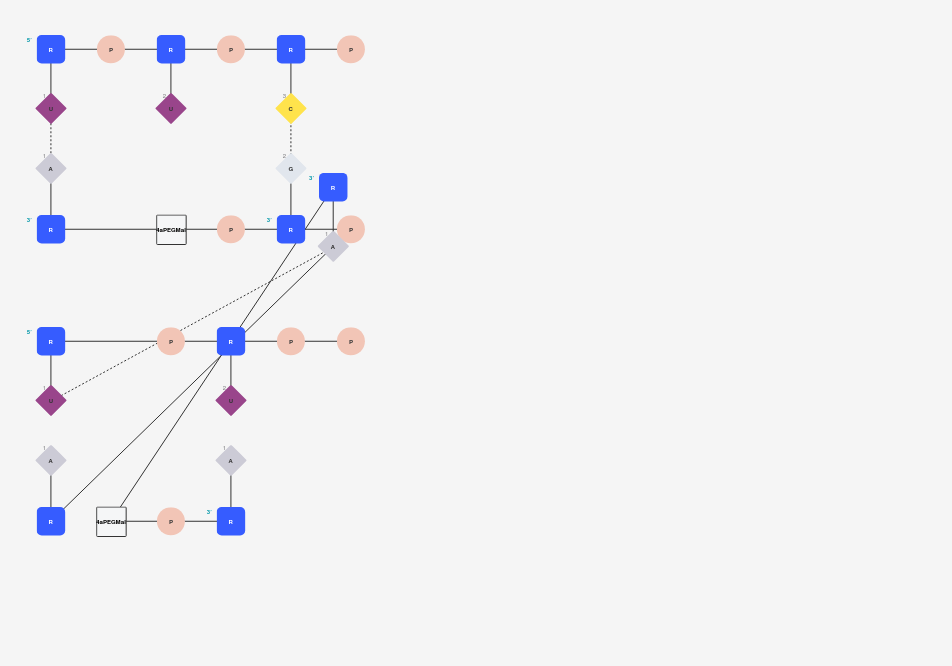 5' R P R P R P
1 U 2 U 3 C
1 A 2 G
3' R
3' R 4aPEGMal P 3' R P
1 A
5' R P R P P
1 U 2 U
1 A 1 A
R 4aPEGMal P 3' R